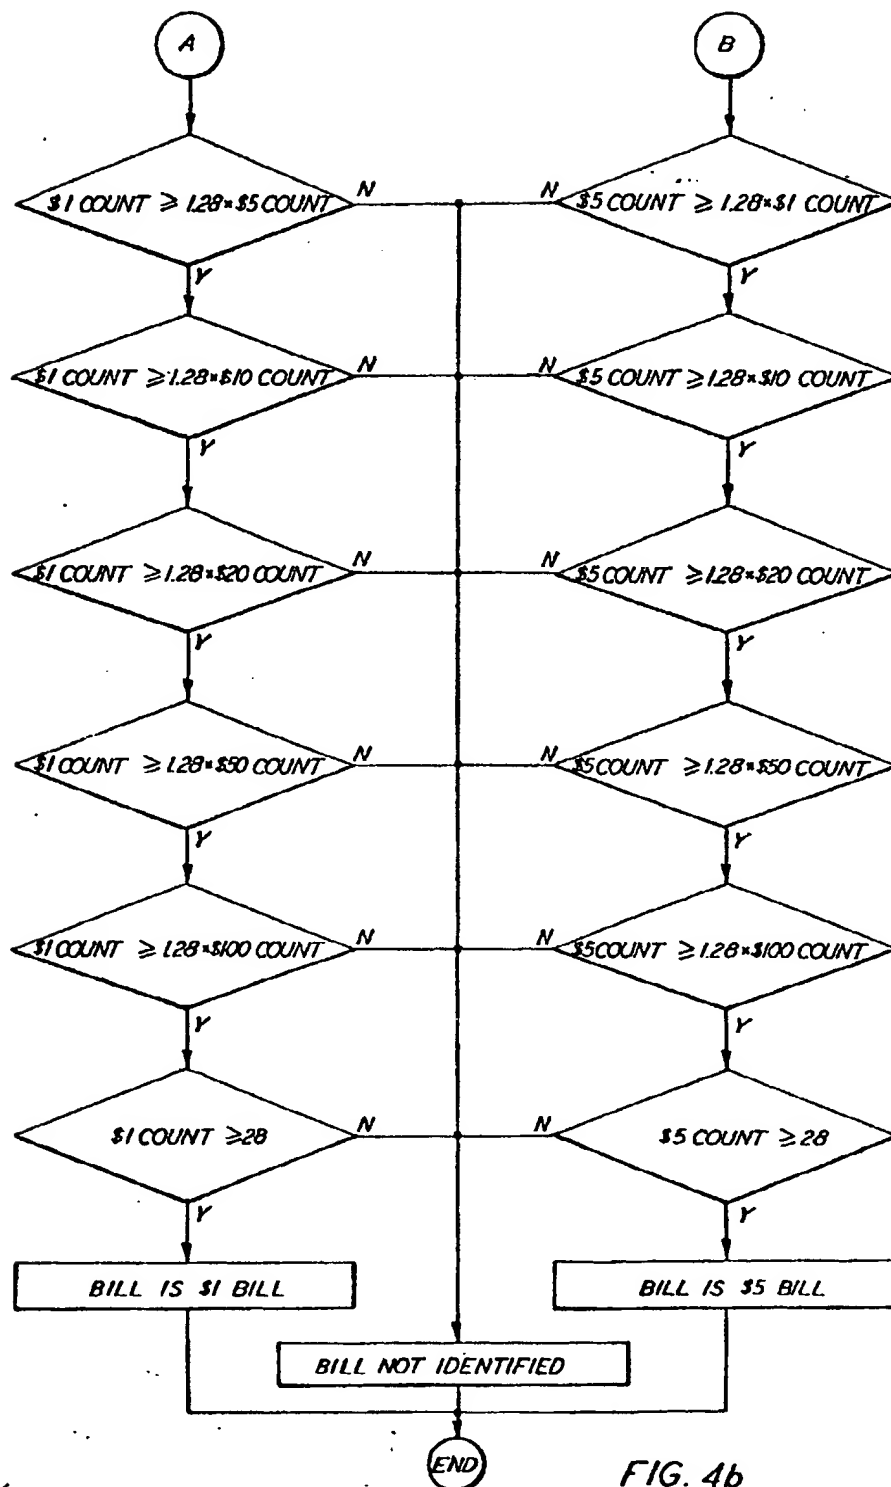 A
B
$1 COUNT ≥ 1.28×$5 COUNT
N
N
$5 COUNT ≥ 1.28×$1 COUNT
Y
Y
$1 COUNT ≥ 1.28×$10 COUNT
N
N
$5 COUNT ≥ 1.28×$10 COUNT
Y
Y
$1 COUNT ≥ 1.28×$20 COUNT
N
N
$5 COUNT ≥ 1.28×$20 COUNT
Y
Y
$1 COUNT ≥ 1.28×$50 COUNT
N
N
$5 COUNT ≥ 1.28×$50 COUNT
Y
Y
$1 COUNT ≥ 1.28×$100 COUNT
N
N
$5 COUNT ≥ 1.28×$100 COUNT
Y
Y
$1 COUNT ≥28
N
N
$5 COUNT ≥28
Y
Y
BILL IS $1 BILL
BILL IS $5 BILL
BILL NOT IDENTIFIED
END
FIG. 4b